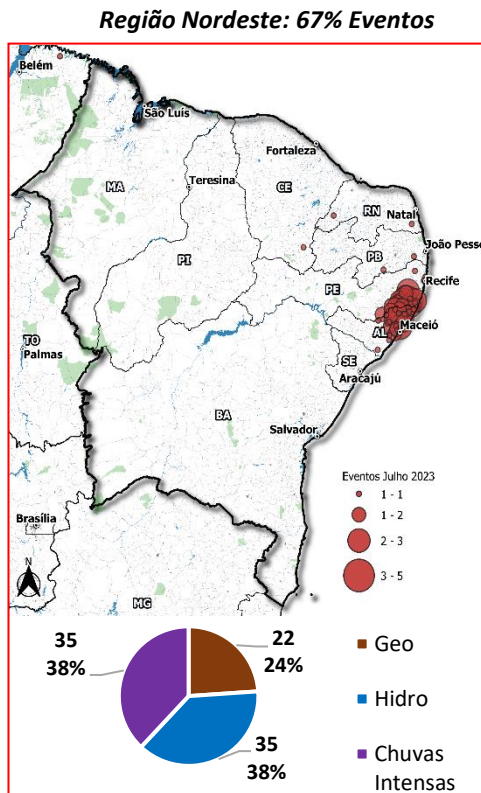 Região Nordeste: 67% Eventos
Belém
São Luís
Fortaleza
Teresina
MA
CE
RN
Natal
João Pesso
PB
PI
Recife
PE
Maceió
AL
TO
Palmas
SE
Aracajú
BA
Salvador
Eventos Julho 2023
1 - 1
1 - 2
2 - 3
3 - 5
Brasília
N
MG
35
38%
22
24%
35
38%
Geo
Hidro
Chuvas
Intensas